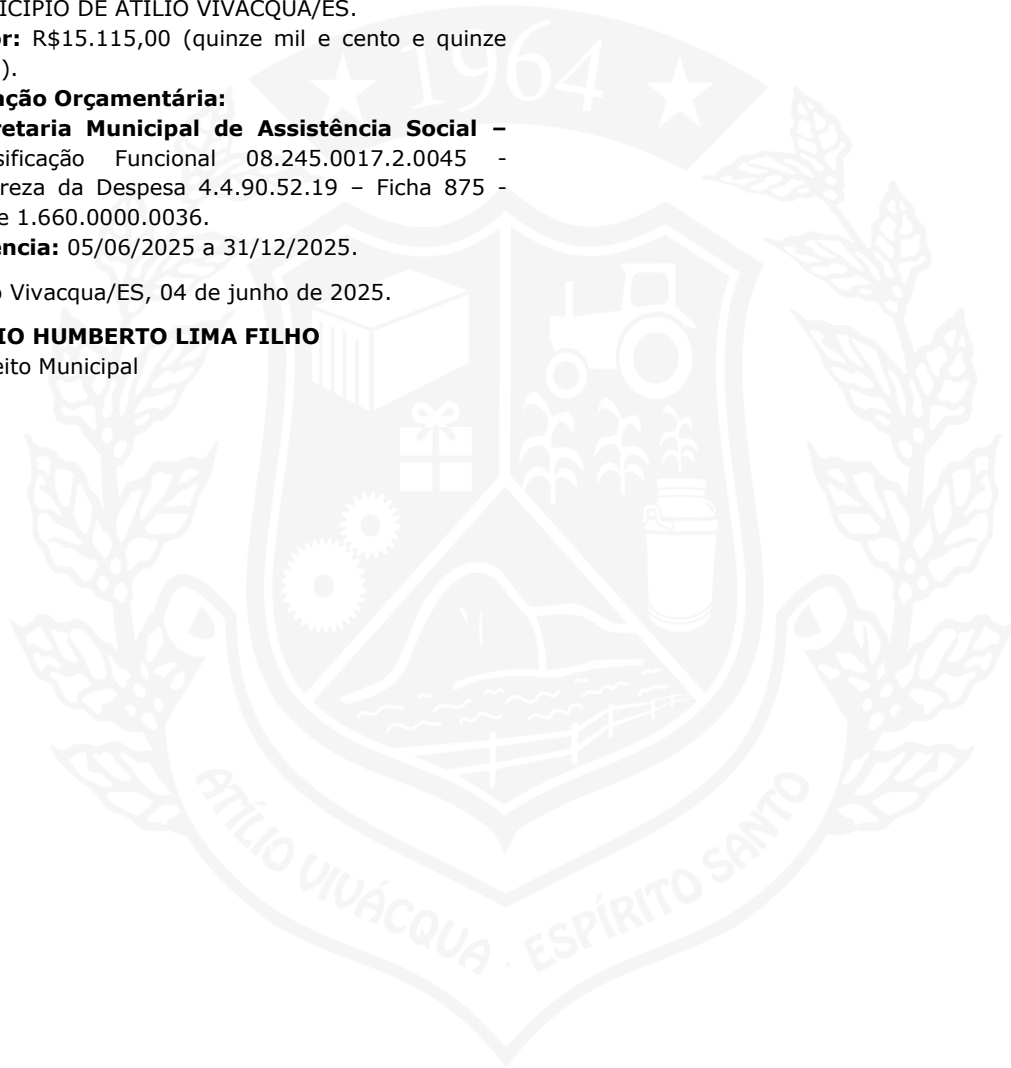 ICÍPIO DE ATÍLIO VIVACQUA/ES.
or: R$15.115,00 (quinze mil e cento e quinze
).
ação Orçamentária:
retaria Municipal de Assistência Social –
sificação Funcional 08.245.0017.2.0045 -
reza da Despesa 4.4.90.52.19 – Ficha 875 -
e 1.660.0000.0036.
ência: 05/06/2025 a 31/12/2025.
o Vivacqua/ES, 04 de junho de 2025.
IO HUMBERTO LIMA FILHO
eito Municipal
1964
ATÍLIO VIVÁCQUA . ESPÍRITO SANTO